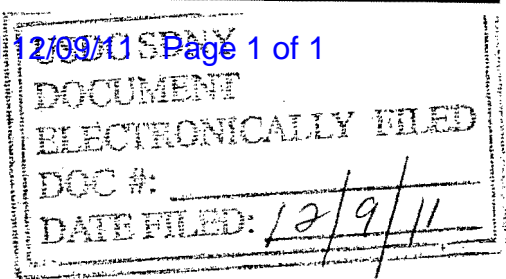 12/09/11 Page 1 of 1
DOCUMENT
ELECTRONICALLY FILED
DOC #:
DATE FILED: 12/9/11